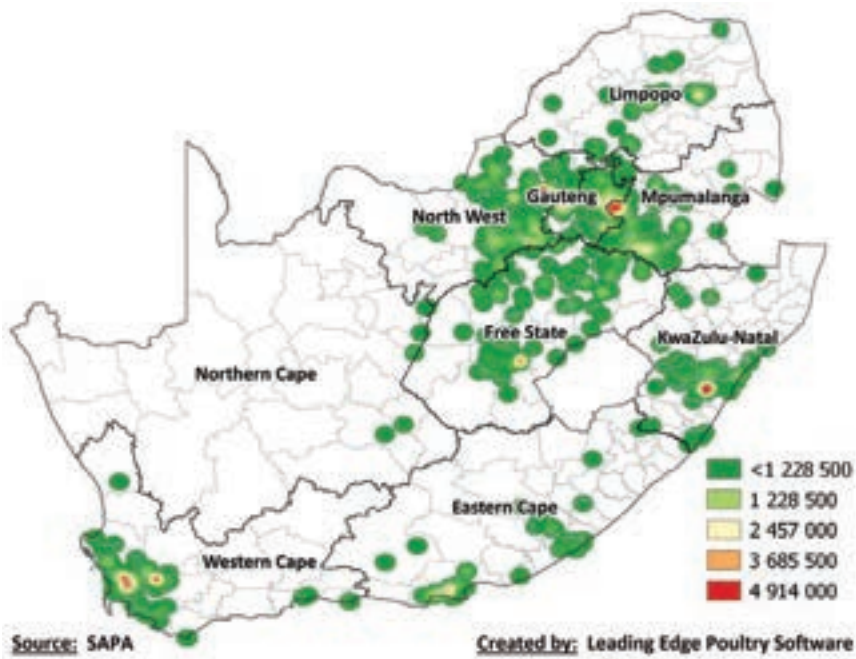 Limpopo
Gauteng
Mpumalanga
North West
Free State
KwaZulu-Natal
Northern Cape
Eastern Cape
Western Cape
<1 228 500
1 228 500
2 457 000
3 685 500
4 914 000
Source: SAPA
Created by: Leading Edge Poultry Software